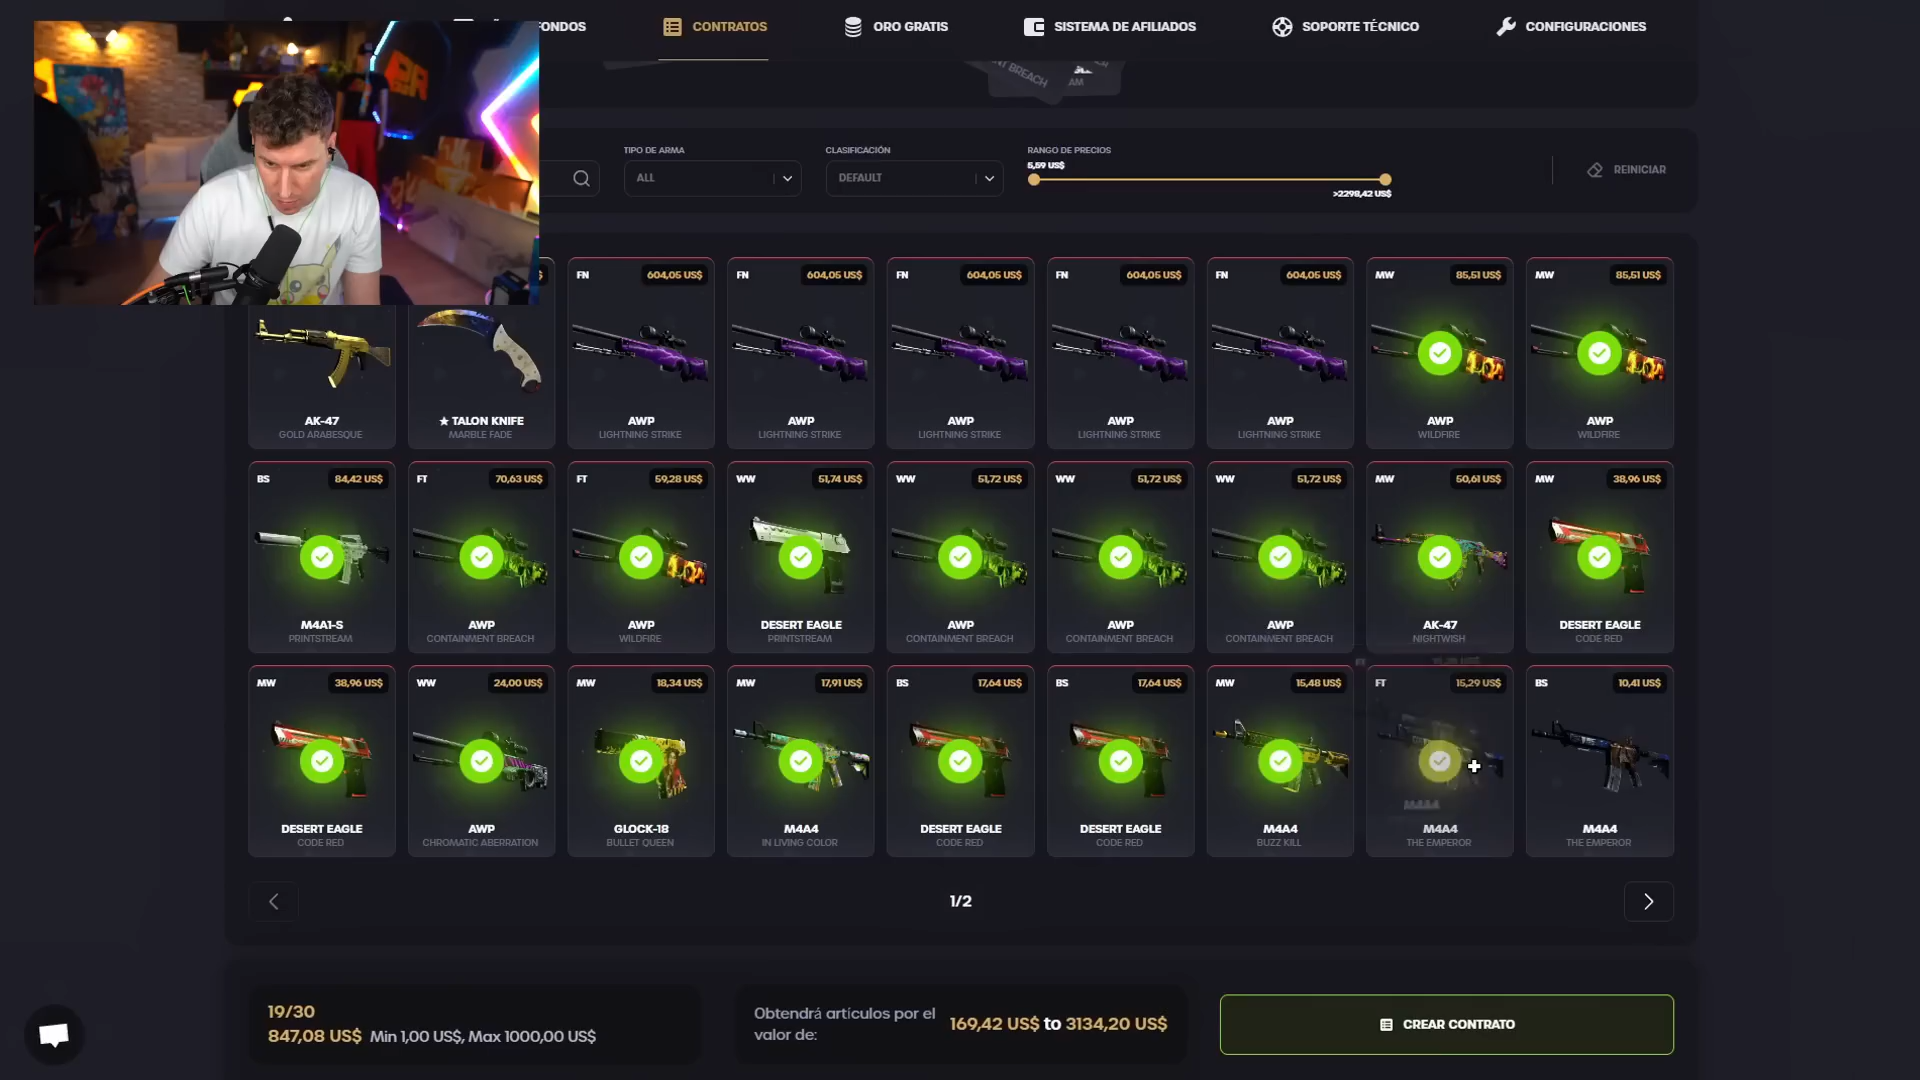 FONDOS
CONTRATOS
ORO GRATIS
SISTEMA DE AFILIADOS
SOPORTE TÉCNICO
CONFIGURACIONES
BREACH
AM
TIPO DE ARMA
ALL
CLASIFICACIÓN
DEFAULT
RANGO DE PRECIOS
5,59 US$
>2298,42 US$
REINICIAR
AK-47
GOLD ARABESQUE
$
★ TALON KNIFE
MARBLE FADE
FN 604,05 US$
AWP
LIGHTNING STRIKE
FN 604,05 US$
AWP
LIGHTNING STRIKE
FN 604,05 US$
AWP
LIGHTNING STRIKE
FN 604,05 US$
AWP
LIGHTNING STRIKE
FN 604,05 US$
AWP
LIGHTNING STRIKE
MW 85,51 US$
AWP
WILDFIRE
MW 85,51 US$
AWP
WILDFIRE
BS 84,42 US$
M4A1-S
PRINTSTREAM
FT 70,63 US$
AWP
CONTAINMENT BREACH
FT 59,28 US$
AWP
WILDFIRE
WW 51,74 US$
DESERT EAGLE
PRINTSTREAM
WW 51,72 US$
AWP
CONTAINMENT BREACH
WW 51,72 US$
AWP
CONTAINMENT BREACH
WW 51,72 US$
AWP
CONTAINMENT BREACH
MW 50,61 US$
AK-47
NIGHTWISH
MW 38,96 US$
DESERT EAGLE
CODE RED
MW 38,96 US$
DESERT EAGLE
CODE RED
WW 24,00 US$
AWP
CHROMATIC ABERRATION
MW 18,34 US$
GLOCK-18
BULLET QUEEN
MW 17,91 US$
M4A4
IN LIVING COLOR
BS 17,64 US$
DESERT EAGLE
CODE RED
BS 17,64 US$
DESERT EAGLE
CODE RED
MW 15,48 US$
M4A4
BUZZ KILL
FT 15,29 US$
M4A4
THE EMPEROR
BS 10,41 US$
M4A4
THE EMPEROR
1/2
19/30
847,08 US$ Min 1,00 US$, Max 1000,00 US$
Obtendrá artículos por el
valor de:
169,42 US$ to 3134,20 US$
CREAR CONTRATO